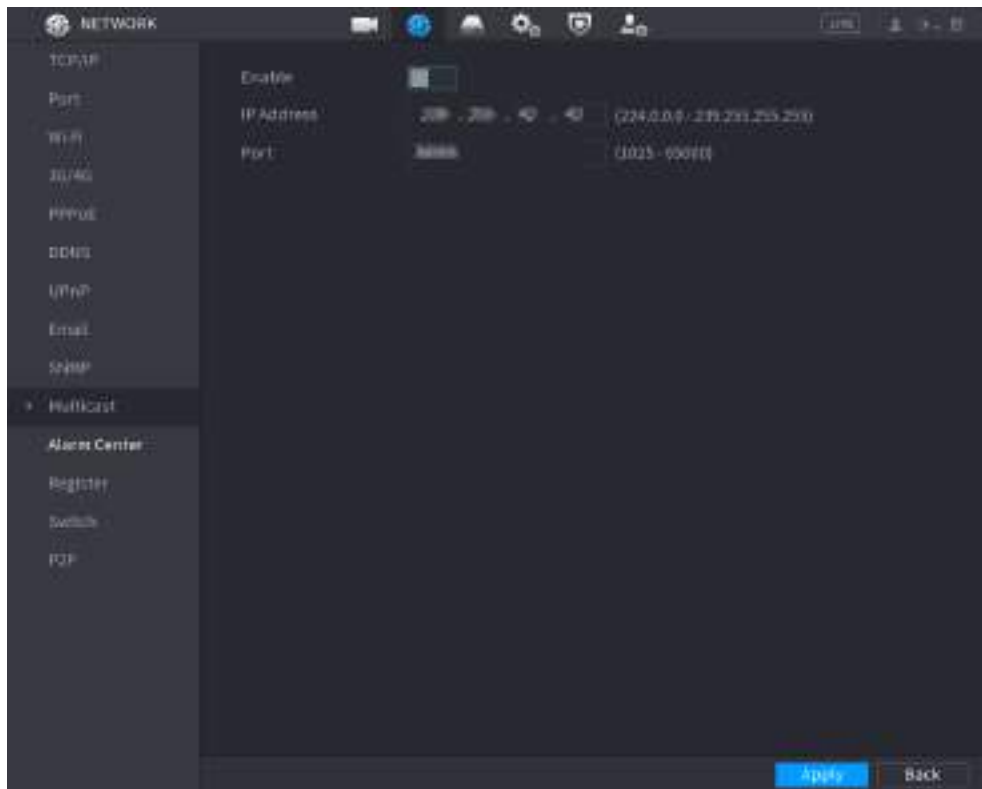 NETWORK
LIVE
TCP/IP
Port
Wi-Fi
3G/4G
PPPoE
DDNS
UPnP
Email
SNMP
Multicast
Alarm Center
Register
Switch
P2P
Enable
IP Address (224.0.0.0 - 239.255.255.255)
Port (1025 - 65000)
Apply Back